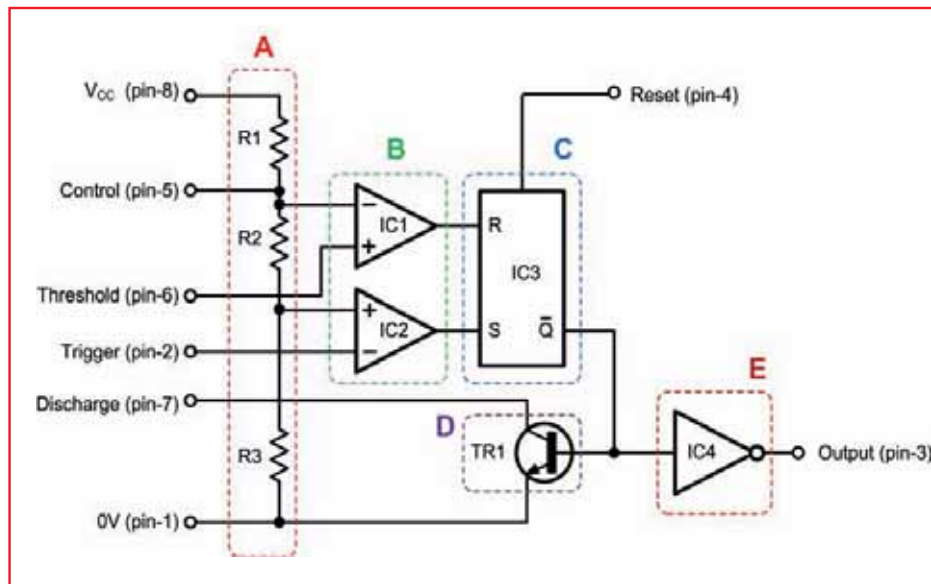 A
V_CC (pin-8)
Reset (pin-4)
R1
B
C
Control (pin-5)
−
IC1
R
R2
+
IC3
Threshold (pin-6)
+
IC2
S
Q̅
Trigger (pin-2)
−
E
Discharge (pin-7)
D
TR1
IC4
Output (pin-3)
R3
0V (pin-1)